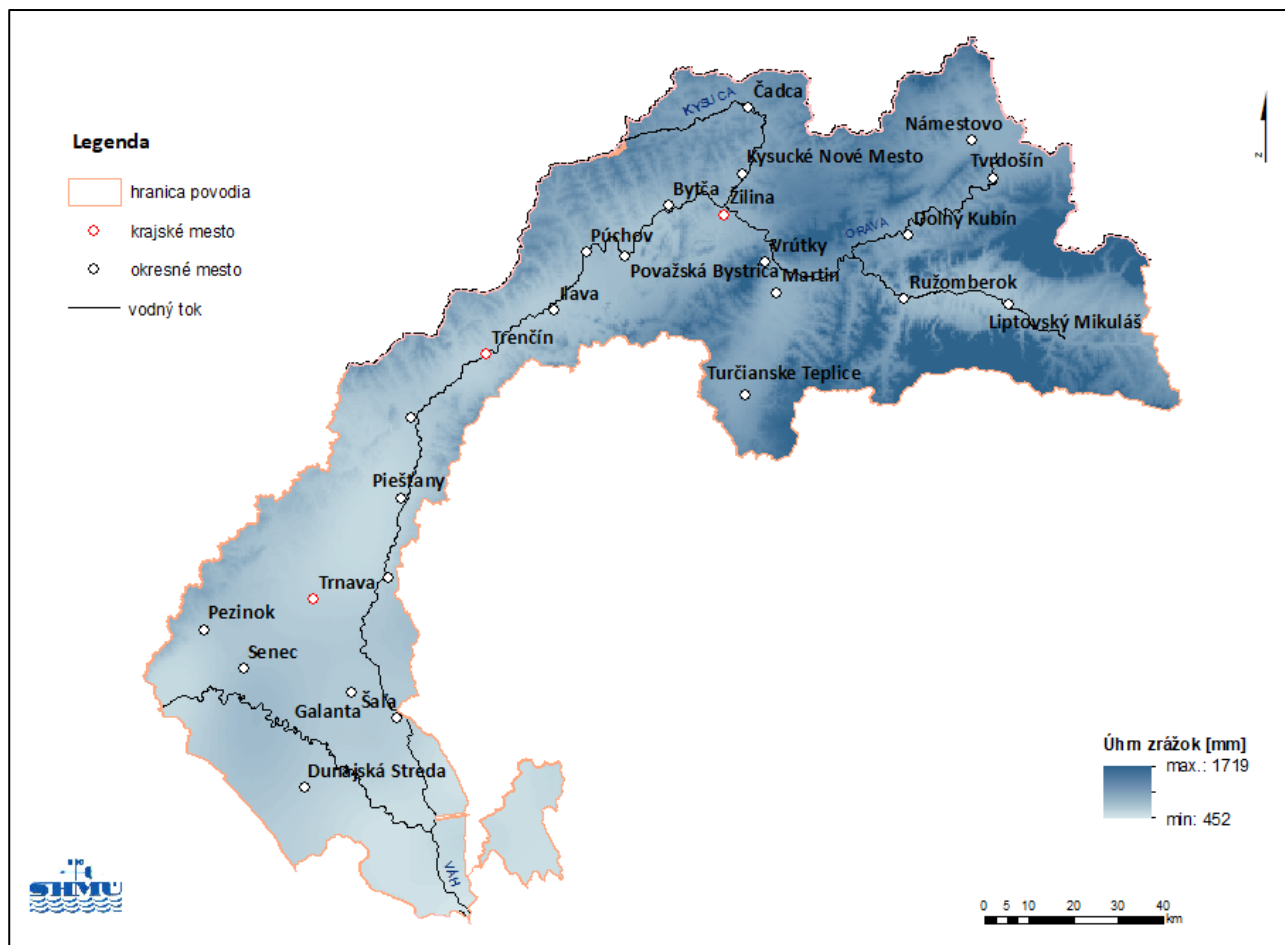 Legenda
hranica povodia
krajské mesto
okresné mesto
vodný tok
KYSUCA
Čadca
Námestovo
Kysucké Nové Mesto
Tvrdošín
Bytča
Žilina
ORAVA
Dolný Kubín
Púchov
Vrútky
Považská Bystrica
Martin
Ružomberok
Ilava
Liptovský Mikuláš
Trenčín
Turčianske Teplice
Piešťany
Trnava
Pezinok
Senec
Galanta
Šaľa
Dunajská Streda
VÁH
Úhrn zrážok [mm]
max.: 1719
min: 452
SHMÚ
0 5 10 20 30 40
km
N